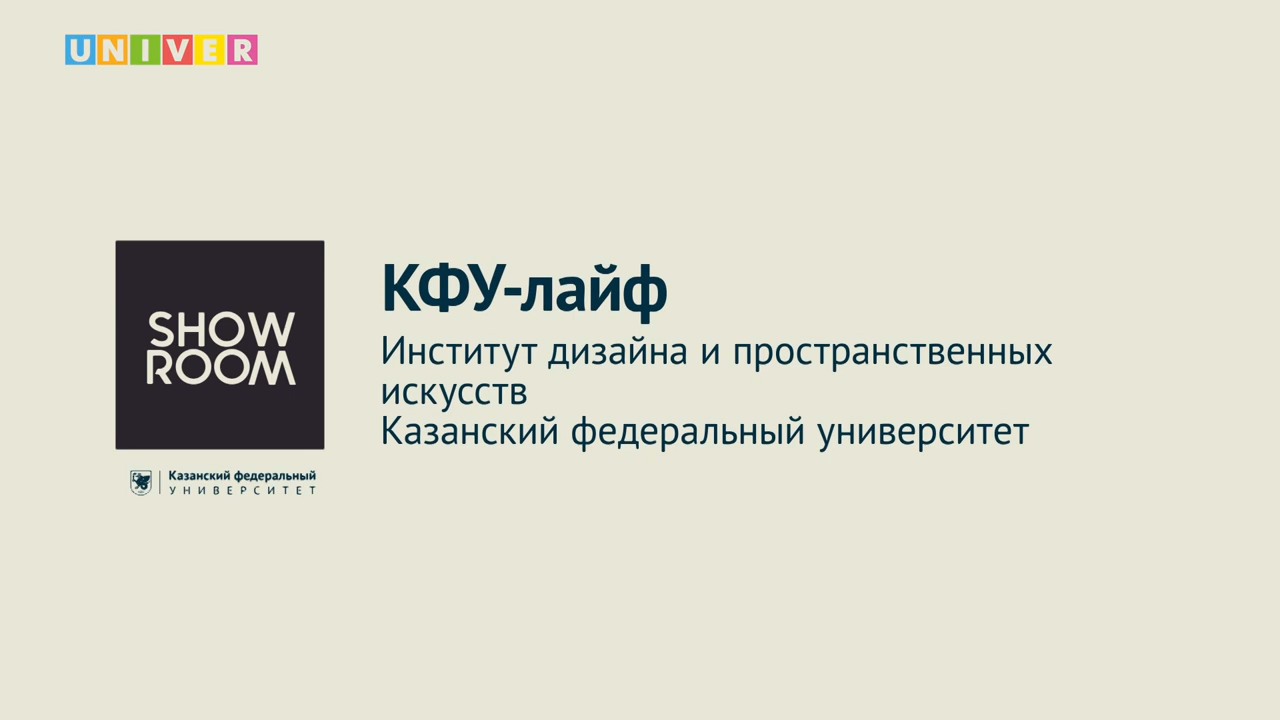 UNIVER
SHOW
ROOM
Казанский федеральный
УНИВЕРСИТЕТ
КФУ-лайф
Институт дизайна и пространственных
искусств
Казанский федеральный университет